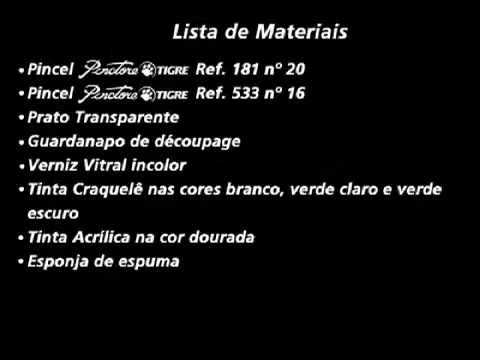 Lista de Materiais
• Pincel Pinctore TIGRE Ref. 181 nº 20
• Pincel Pinctore TIGRE Ref. 533 nº 16
• Prato Transparente
• Guardanapo de découpage
• Verniz Vitral incolor
• Tinta Craquelê nas cores branco, verde claro e verde
escuro
• Tinta Acrílica na cor dourada
• Esponja de espuma